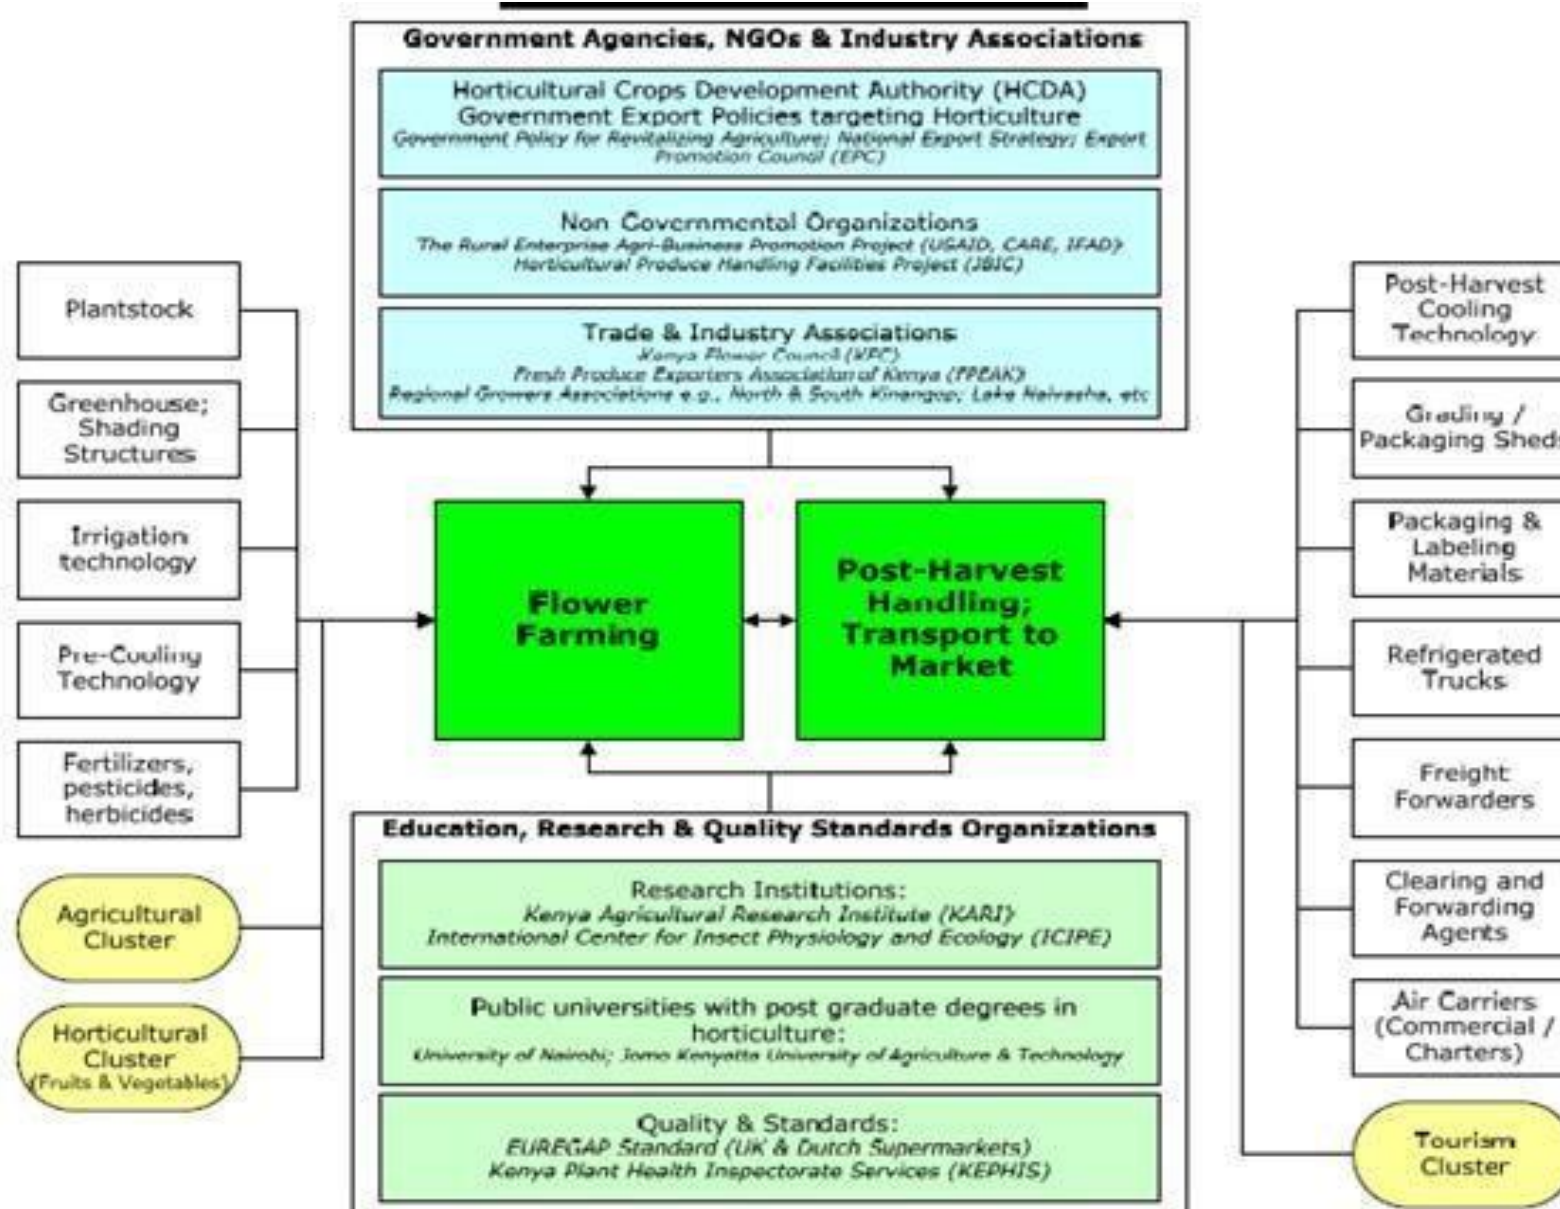 Government Agencies, NGOs & Industry Associations
Horticultural Crops Development Authority (HCDA)
Government Export Policies targeting Horticulture
Government Policy for Revitalizing Agriculture; National Export Strategy; Export
Promotion Council (EPC)
Non Governmental Organizations
The Rural Enterprise Agri-Business Promotion Project (USAID, CARE, IFAD)
Horticultural Produce Handling Facilities Project (JBIC)
Trade & Industry Associations
Kenya Flower Council (KFC)
Fresh Produce Exporters Association of Kenya (FPEAK)
Regional Growers Associations e.g., North & South Kinangop; Lake Naivasha, etc
Plantstock
Greenhouse;
Shading
Structures
Irrigation
technology
Pre-Cooling
Technology
Fertilizers,
pesticides,
herbicides
Agricultural
Cluster
Horticultural
Cluster
(Fruits & Vegetables)
Flower
Farming
Post-Harvest
Handling;
Transport to
Market
Post-Harvest
Cooling
Technology
Grading /
Packaging Sheds
Packaging &
Labeling
Materials
Refrigerated
Trucks
Freight
Forwarders
Clearing and
Forwarding
Agents
Air Carriers
(Commercial /
Charters)
Tourism
Cluster
Education, Research & Quality Standards Organizations
Research Institutions:
Kenya Agricultural Research Institute (KARI)
International Center for Insect Physiology and Ecology (ICIPE)
Public universities with post graduate degrees in
horticulture:
University of Nairobi; Jomo Kenyatta University of Agriculture & Technology
Quality & Standards:
EUREGAP Standard (UK & Dutch Supermarkets)
Kenya Plant Health Inspectorate Services (KEPHIS)